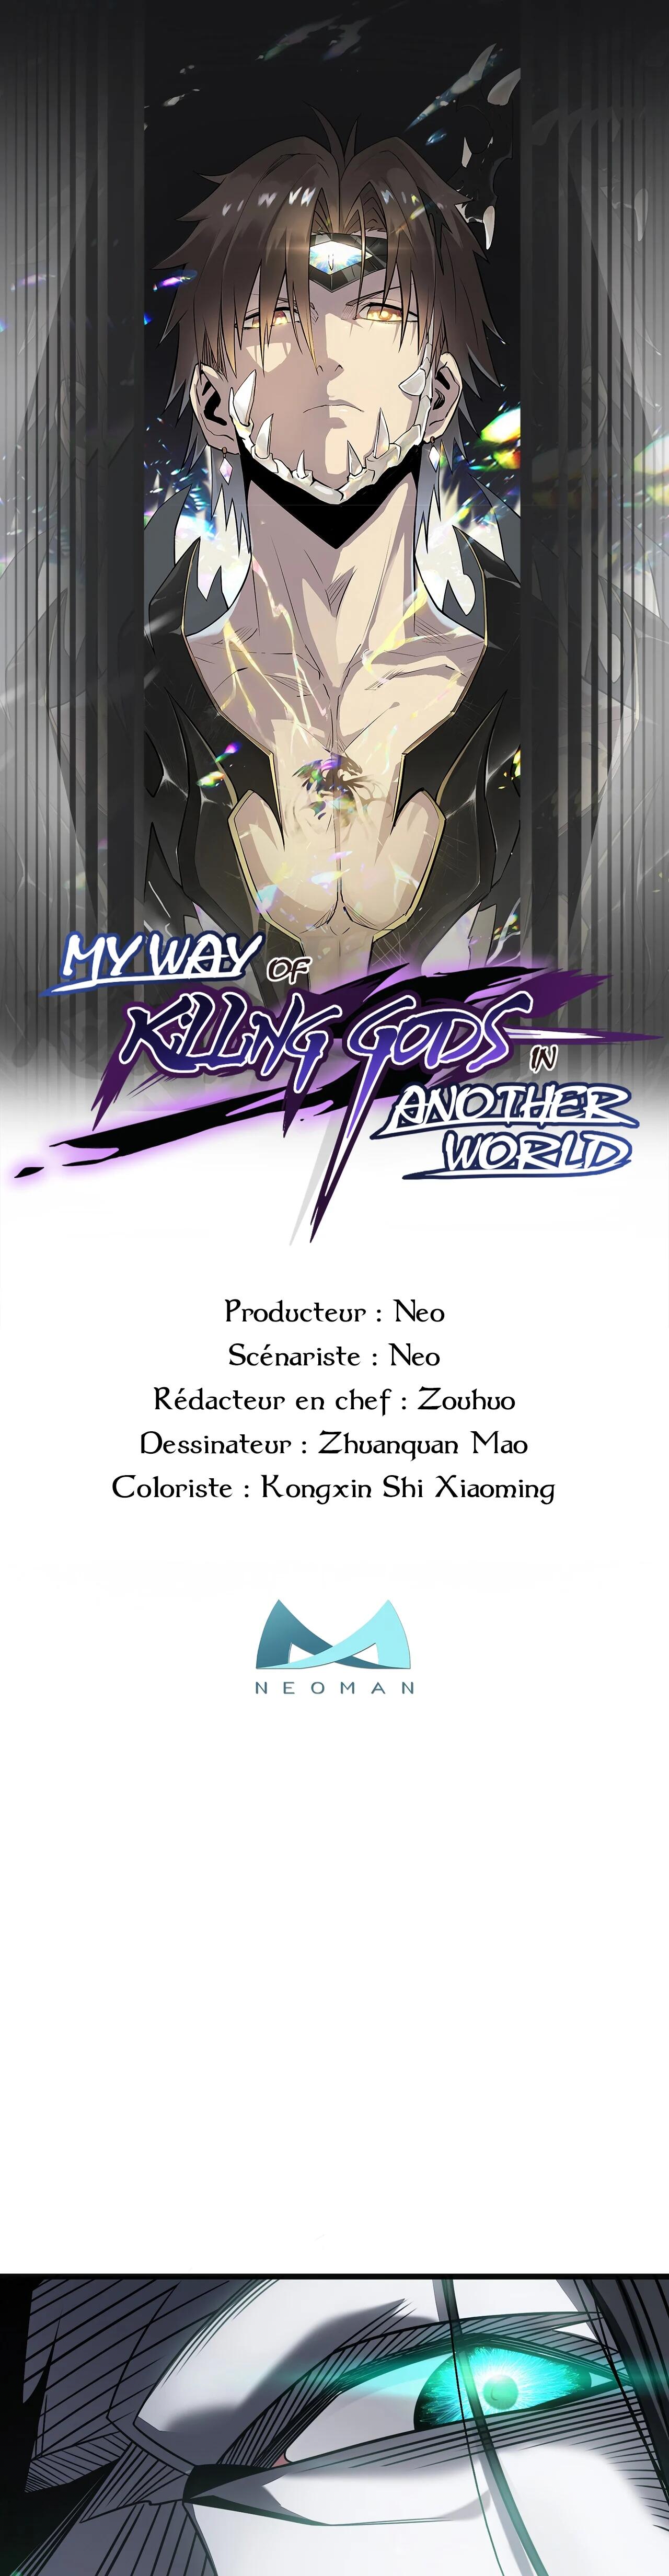 MY WAY OF
KILLING GODS IN
ANOTHER
WORLD
Producteur : Neo
Scénariste : Neo
Rédacteur en chef : Zouhuo
Dessinateur : Zhuanquan Mao
Coloriste : Kongxin Shi Xiaoming
NEOMAN